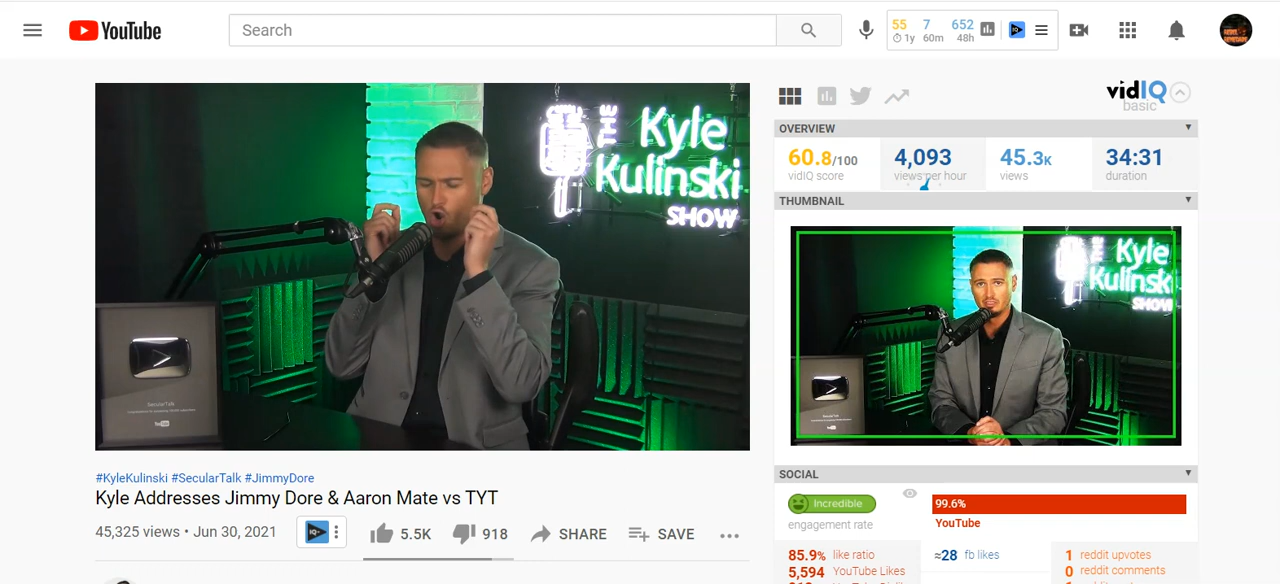 YouTube
Search
55 7 652
1y 60m 48h
THE
Kyle
Kulinski
SHOW
SecularTalk
YouTube
#KyleKulinski #SecularTalk #JimmyDore
Kyle Addresses Jimmy Dore & Aaron Mate vs TYT
45,325 views • Jun 30, 2021
IQ
5.5K 918 SHARE SAVE
vidIQ
basic
OVERVIEW
60.8/100 4,093 45.3K 34:31
vidIQ score views per hour views duration
THUMBNAIL
THE
Kyle
Kulinski
SHOW
SOCIAL
Incredible
engagement rate
99.6%
YouTube
85.9% like ratio
5,594 YouTube Likes
≈28 fb likes
1 reddit upvotes
0 reddit comments